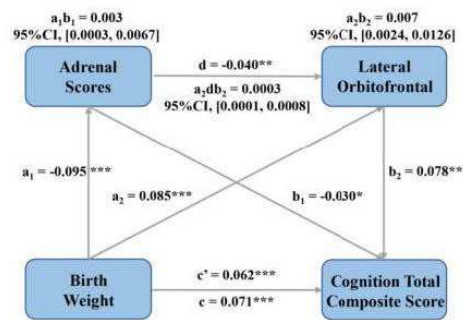 a₁b₁ = 0.003
95%CI, [0.0003, 0.0067]
a₂b₂ = 0.007
95%CI, [0.0024, 0.0126]
Adrenal
Scores
d = -0.040**
a₂db₂ = 0.0003
95%CI, [0.0001, 0.0008]
Lateral
Orbitofrontal
a₁ = -0.095 ***
a₂ = 0.085***
b₁ = -0.030*
b₂ = 0.078**
Birth
Weight
c’ = 0.062***
c = 0.071***
Cognition Total
Composite Score